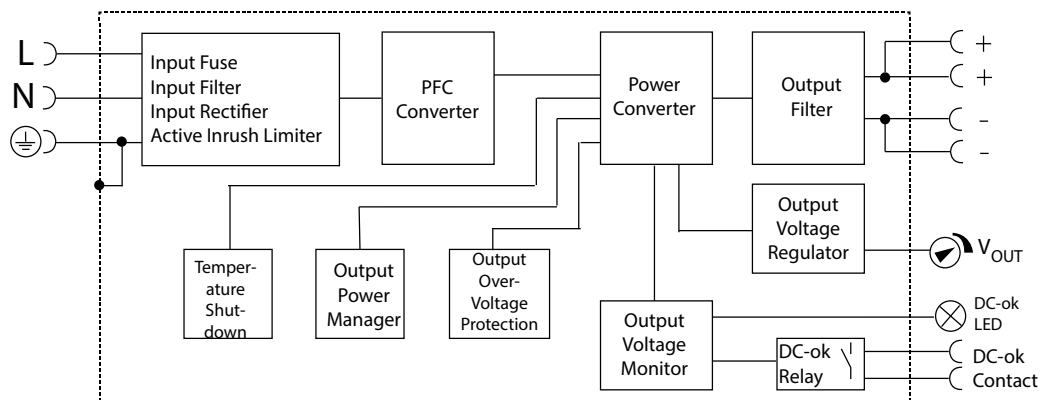 L
N
Input Fuse
Input Filter
Input Rectifier
Active Inrush Limiter
PFC
Converter
Power
Converter
Output
Filter
+
+
–
–
Temper-
ature
Shut-
down
Output
Power
Manager
Output
Over-
Voltage
Protection
Output
Voltage
Regulator
VOUT
Output
Voltage
Monitor
DC-ok
LED
DC-ok
Relay
DC-ok
Contact